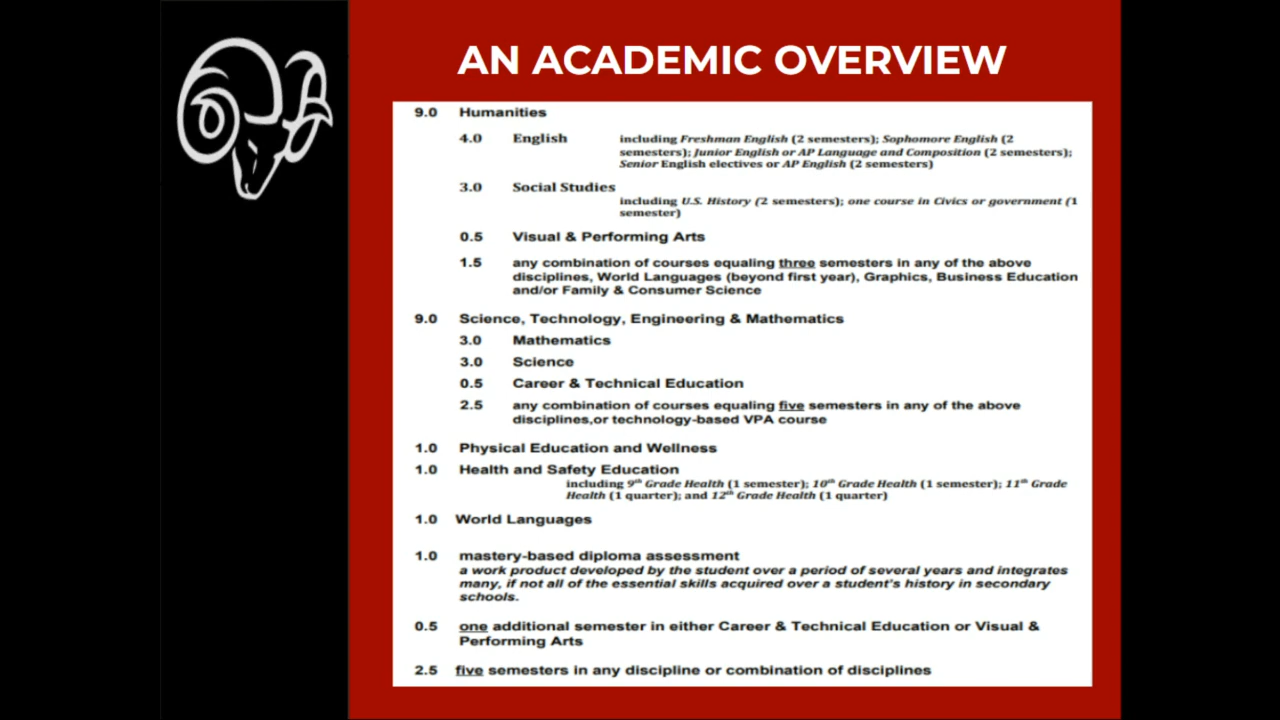 AN ACADEMIC OVERVIEW
9.0 Humanities
4.0 English including Freshman English (2 semesters); Sophomore English (2
semesters); Junior English or AP Language and Composition (2 semesters);
Senior English electives or AP English (2 semesters)
3.0 Social Studies
including U.S. History (2 semesters); one course in Civics or government (1
semester)
0.5 Visual & Performing Arts
1.5 any combination of courses equaling three semesters in any of the above
disciplines, World Languages (beyond first year), Graphics, Business Education
and/or Family & Consumer Science
9.0 Science, Technology, Engineering & Mathematics
3.0 Mathematics
3.0 Science
0.5 Career & Technical Education
2.5 any combination of courses equaling five semesters in any of the above
disciplines,or technology-based VPA course
1.0 Physical Education and Wellness
1.0 Health and Safety Education
including 9th Grade Health (1 semester); 10th Grade Health (1 semester); 11th Grade
Health (1 quarter); and 12th Grade Health (1 quarter)
1.0 World Languages
1.0 mastery-based diploma assessment
a work product developed by the student over a period of several years and integrates
many, if not all of the essential skills acquired over a student's history in secondary
schools.
0.5 one additional semester in either Career & Technical Education or Visual &
Performing Arts
2.5 five semesters in any discipline or combination of disciplines